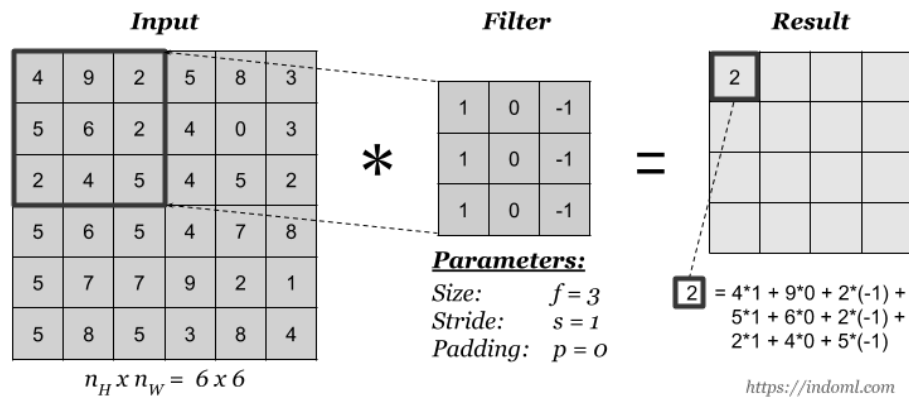 Input
Filter
Result
4 9 2 5 8 3
5 6 2 4 0 3
2 4 5 4 5 2
5 6 5 4 7 8
5 7 7 9 2 1
5 8 5 3 8 4
n_H x n_W = 6 x 6
*
1 0 -1
1 0 -1
1 0 -1
Parameters:
Size: f = 3
Stride: s = 1
Padding: p = 0
=
2
2 = 4*1 + 9*0 + 2*(-1) +
5*1 + 6*0 + 2*(-1) +
2*1 + 4*0 + 5*(-1)
https://indoml.com